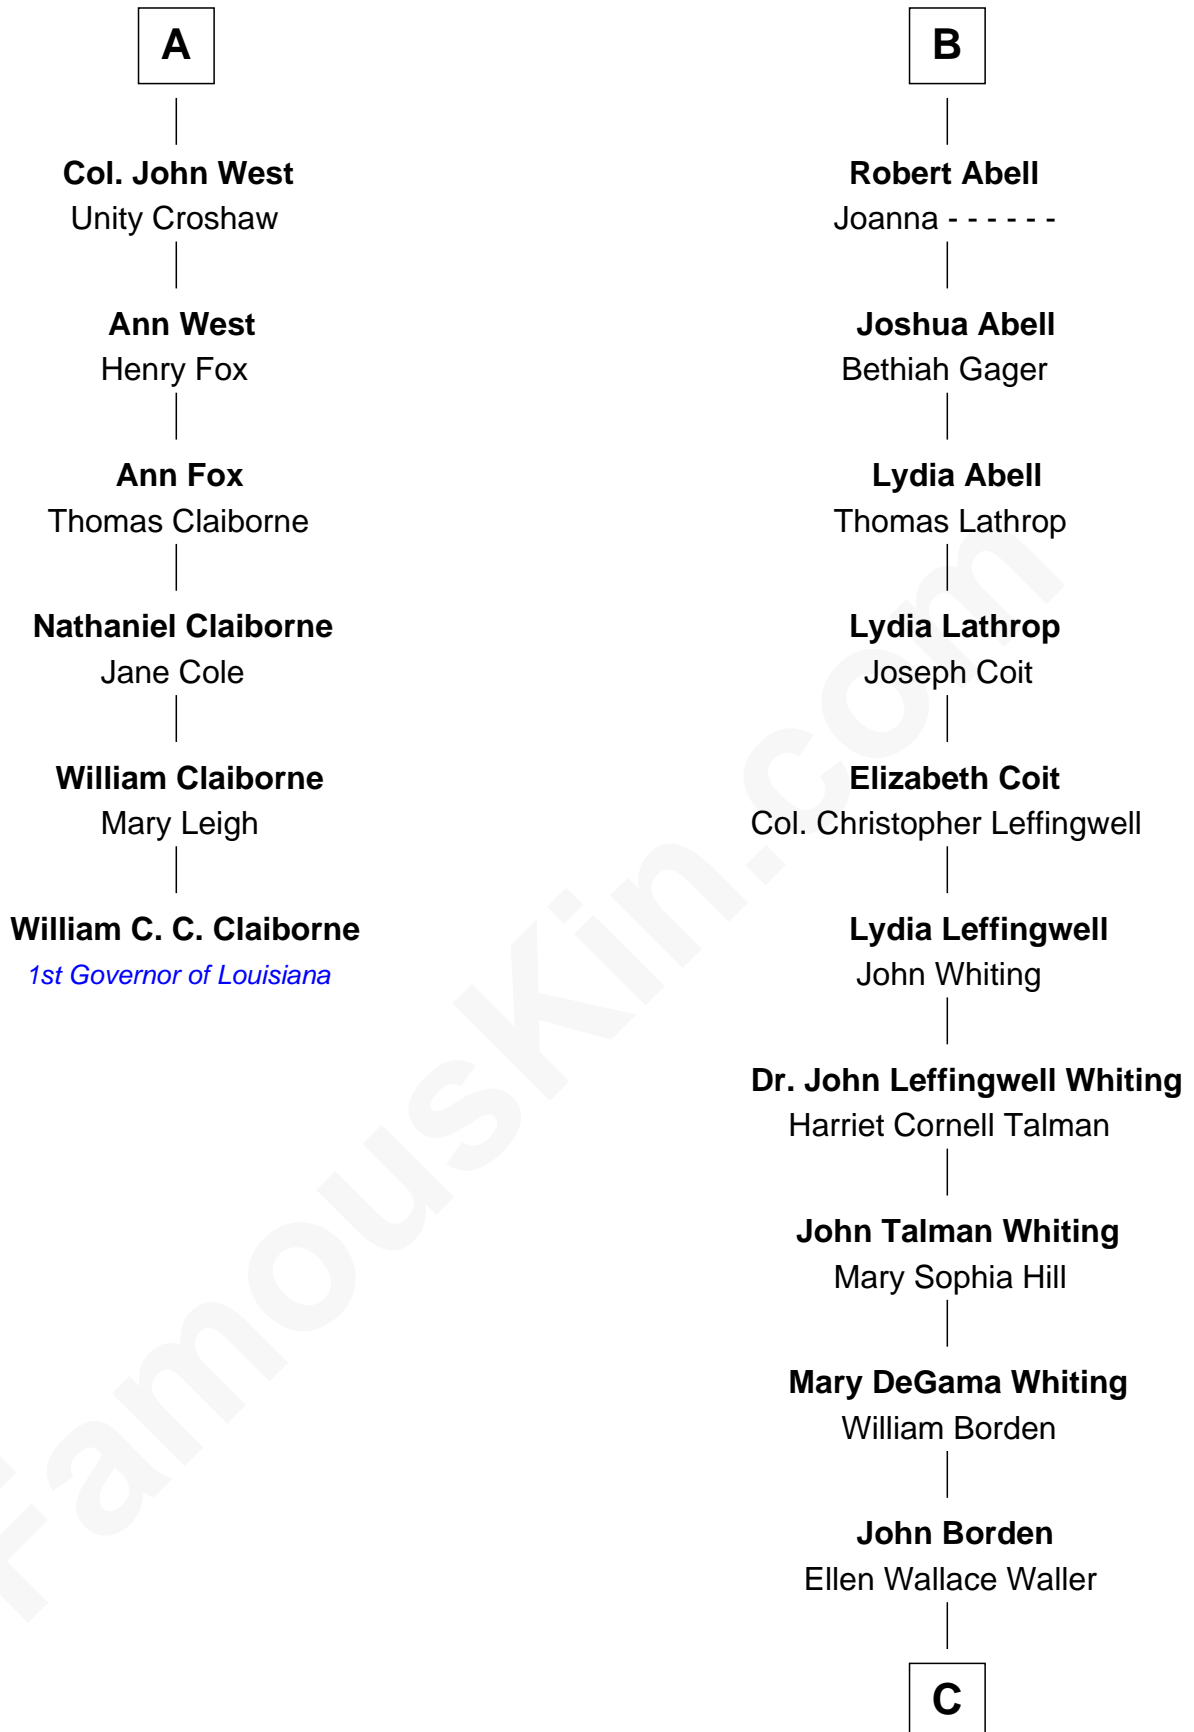 A
Col. John West
Unity Croshaw
Ann West
Henry Fox
Ann Fox
Thomas Claiborne
Nathaniel Claiborne
Jane Cole
William Claiborne
Mary Leigh
William C. C. Claiborne
1st Governor of Louisiana
B
Robert Abell
Joanna - - - - - -
Joshua Abell
Bethiah Gager
Lydia Abell
Thomas Lathrop
Lydia Lathrop
Joseph Coit
Elizabeth Coit
Col. Christopher Leffingwell
Lydia Leffingwell
John Whiting
Dr. John Leffingwell Whiting
Harriet Cornell Talman
John Talman Whiting
Mary Sophia Hill
Mary DeGama Whiting
William Borden
John Borden
Ellen Wallace Waller
C
FamousKin.com